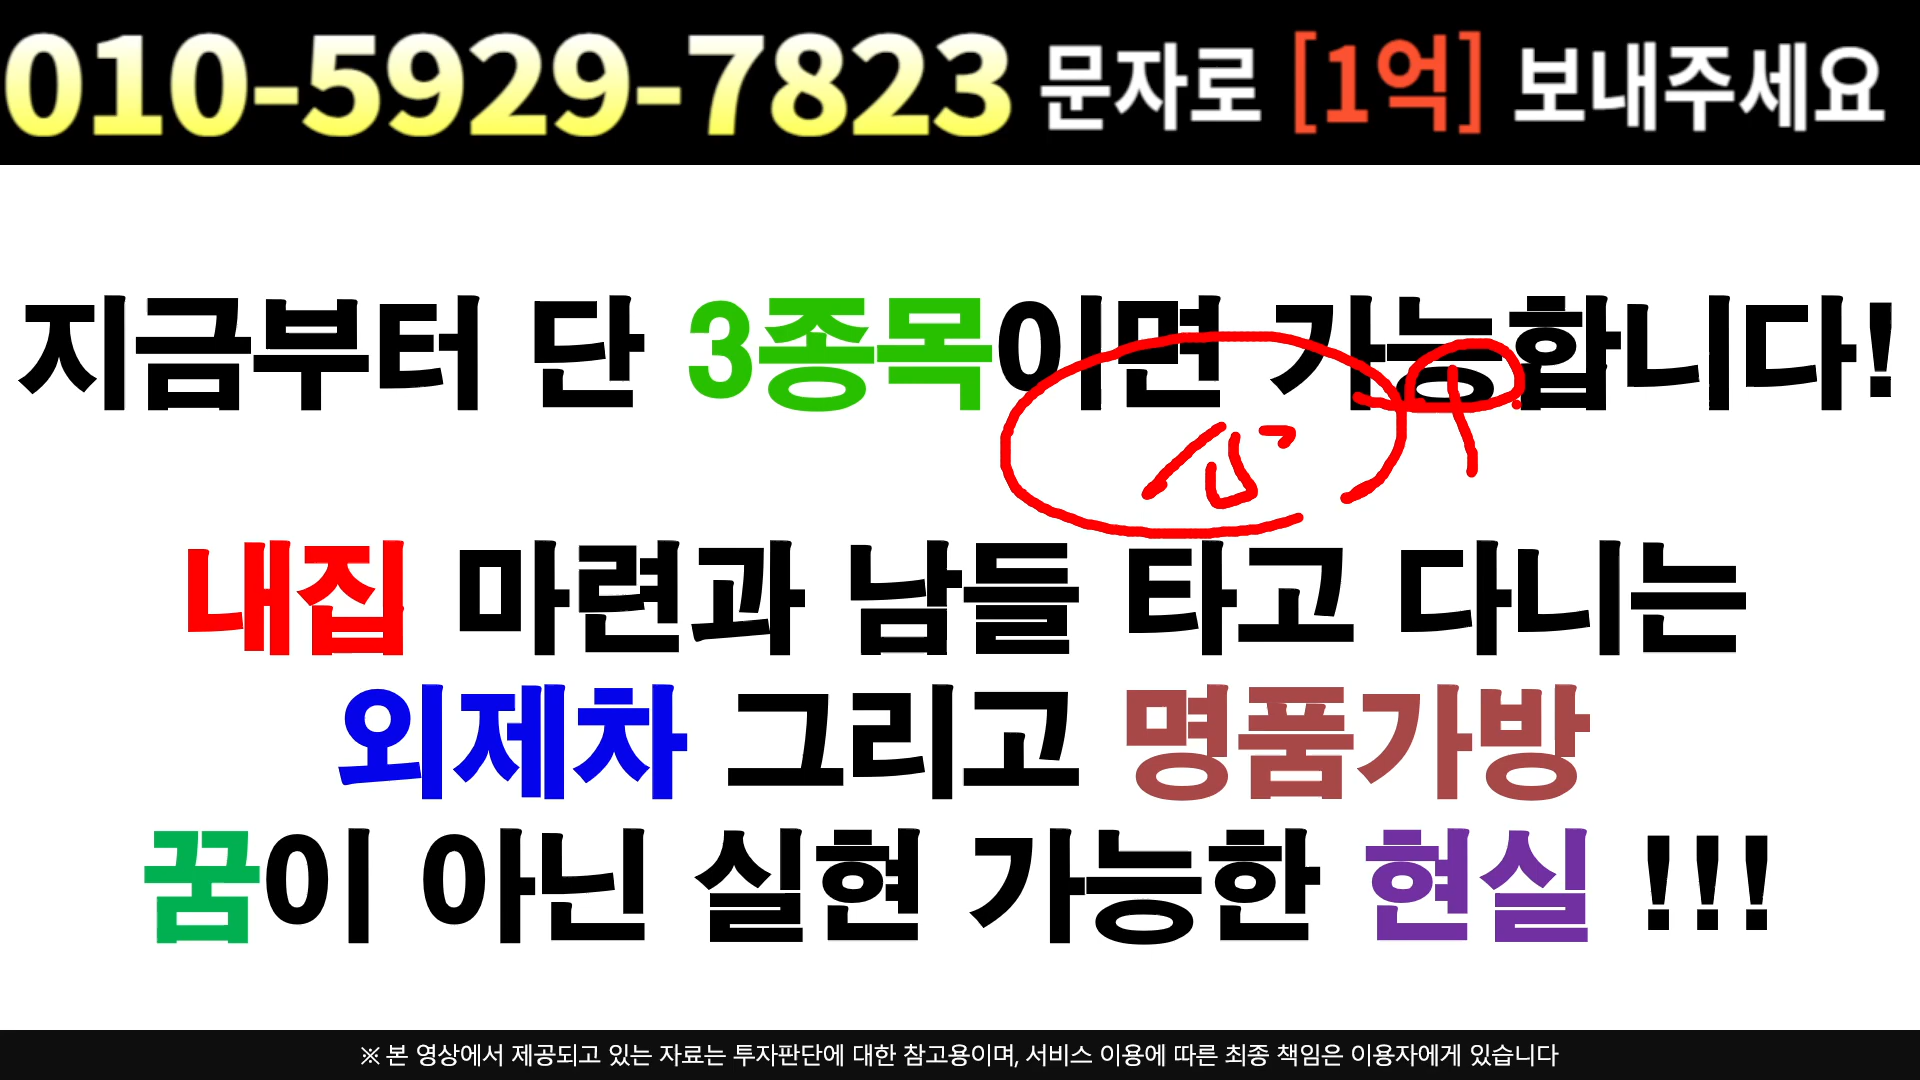 010-5929-7823 문자로 [1억] 보내주세요
지금부터 단 3종목이면 가능합니다!
내집 마련과 남들 타고 다니는
외제차 그리고 명품가방
꿈이 아닌 실현 가능한 현실 !!!
※ 본 영상에서 제공되고 있는 자료는 투자판단에 대한 참고용이며, 서비스 이용에 따른 최종 책임은 이용자에게 있습니다